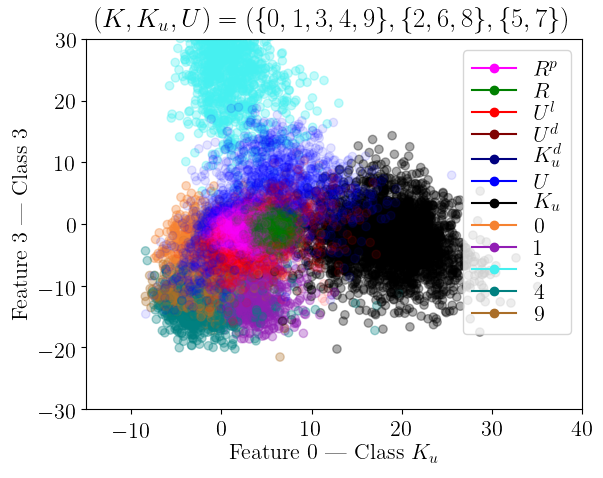 (K, K_u, U) = ({0, 1, 3, 4, 9}, {2, 6, 8}, {5, 7})
30
20
10
0
−10
−20
−30
Feature 3 — Class 3
R^p
R
U^l
U^d
K_u^d
U
K_u
0
1
3
4
9
−10
0
10
20
30
40
Feature 0 — Class K_u